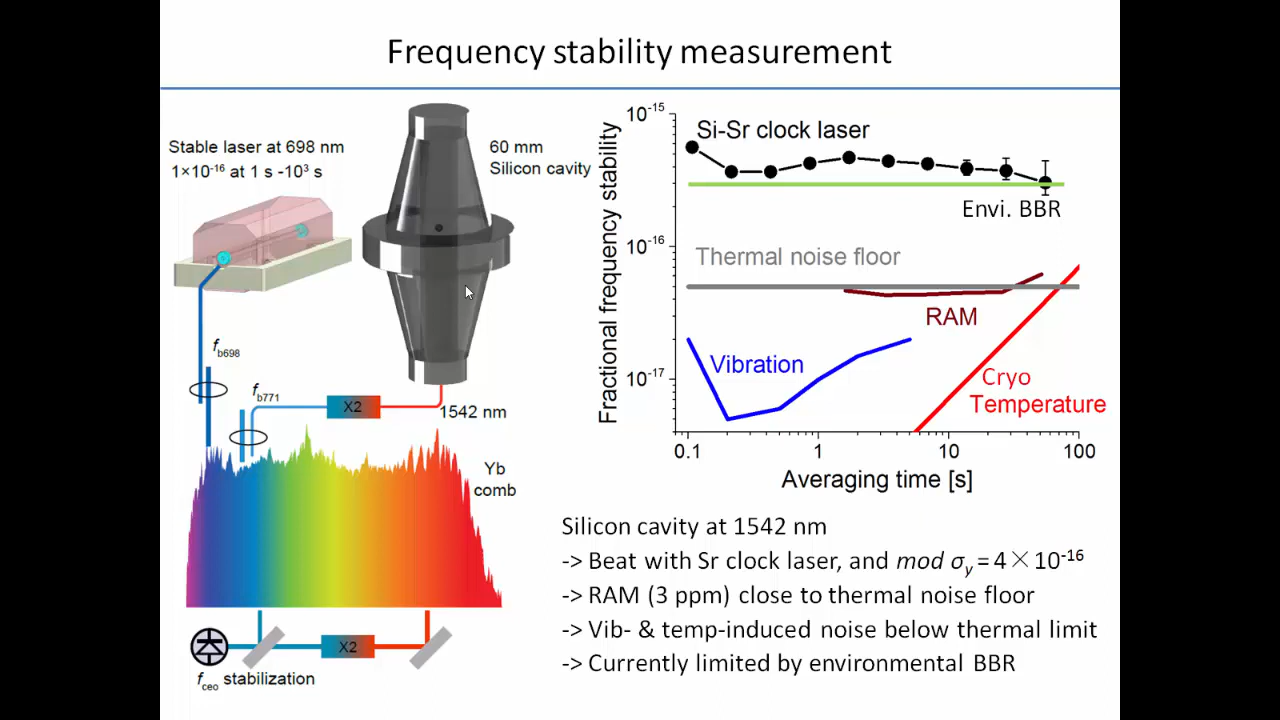 Frequency stability measurement
Stable laser at 698 nm
1×10⁻¹⁶ at 1 s -10³ s
60 mm
Silicon cavity
f_b698
f_b771
X2
1542 nm
Yb
comb
X2
f_ceo stabilization
Fractional frequency stability
10⁻¹⁵
10⁻¹⁶
10⁻¹⁷
Si-Sr clock laser
Envi. BBR
Thermal noise floor
RAM
Vibration
Cryo
Temperature
0.1
1
10
100
Averaging time [s]
Silicon cavity at 1542 nm
-> Beat with Sr clock laser, and mod σ_y = 4×10⁻¹⁶
-> RAM (3 ppm) close to thermal noise floor
-> Vib- & temp-induced noise below thermal limit
-> Currently limited by environmental BBR